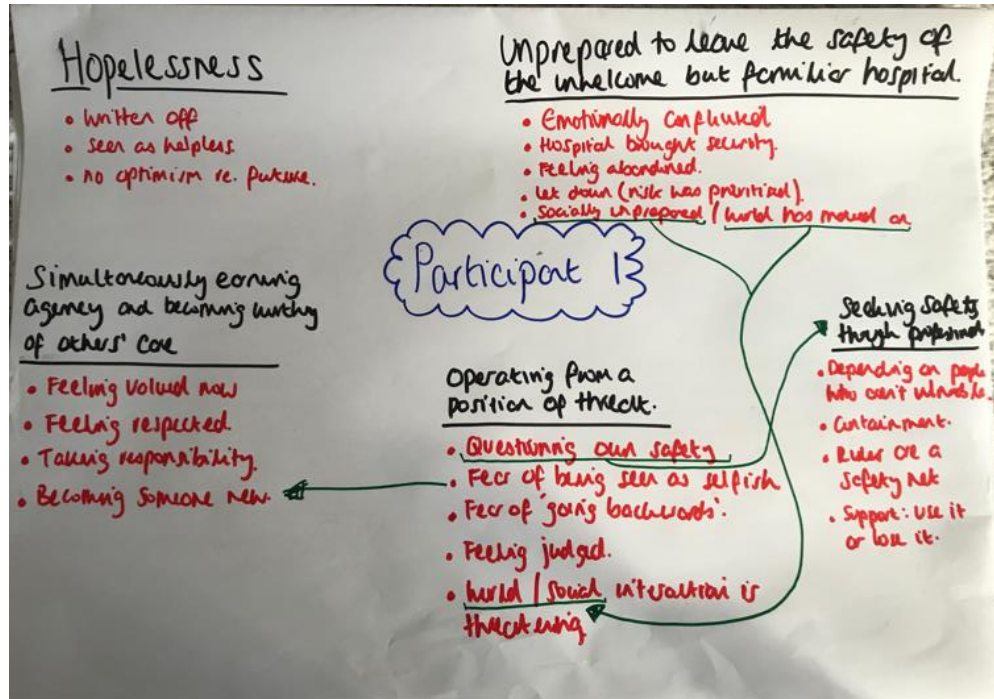 Hopelessness
• Written off
• seen as helpless.
• no optimism re. future.
Unprepared to leave the safety of
the unwelcome but familiar hospital.
• Emotionally conflicted
• Hospital brought security.
• Feeling abandoned.
• Let down (risk was prioritised).
• Socially unprepared / world has moved on
Participant 1
Simultaneously earning
agency and becoming worthy
of others' care
• Feeling valued now
• Feeling respected.
• Taking responsibility.
• Becoming someone new.
Operating from a
position of threat.
• Questioning own safety
• Fear of being seen as selfish
• Fear of 'going backwards'.
• Feeling judged.
• World / social interaction is
threatening
Seeking safety
through professionals
• Depending on people
who aren't vulnerable.
• Containment.
• Rules are a
safety net
• Support: use it
or lose it.